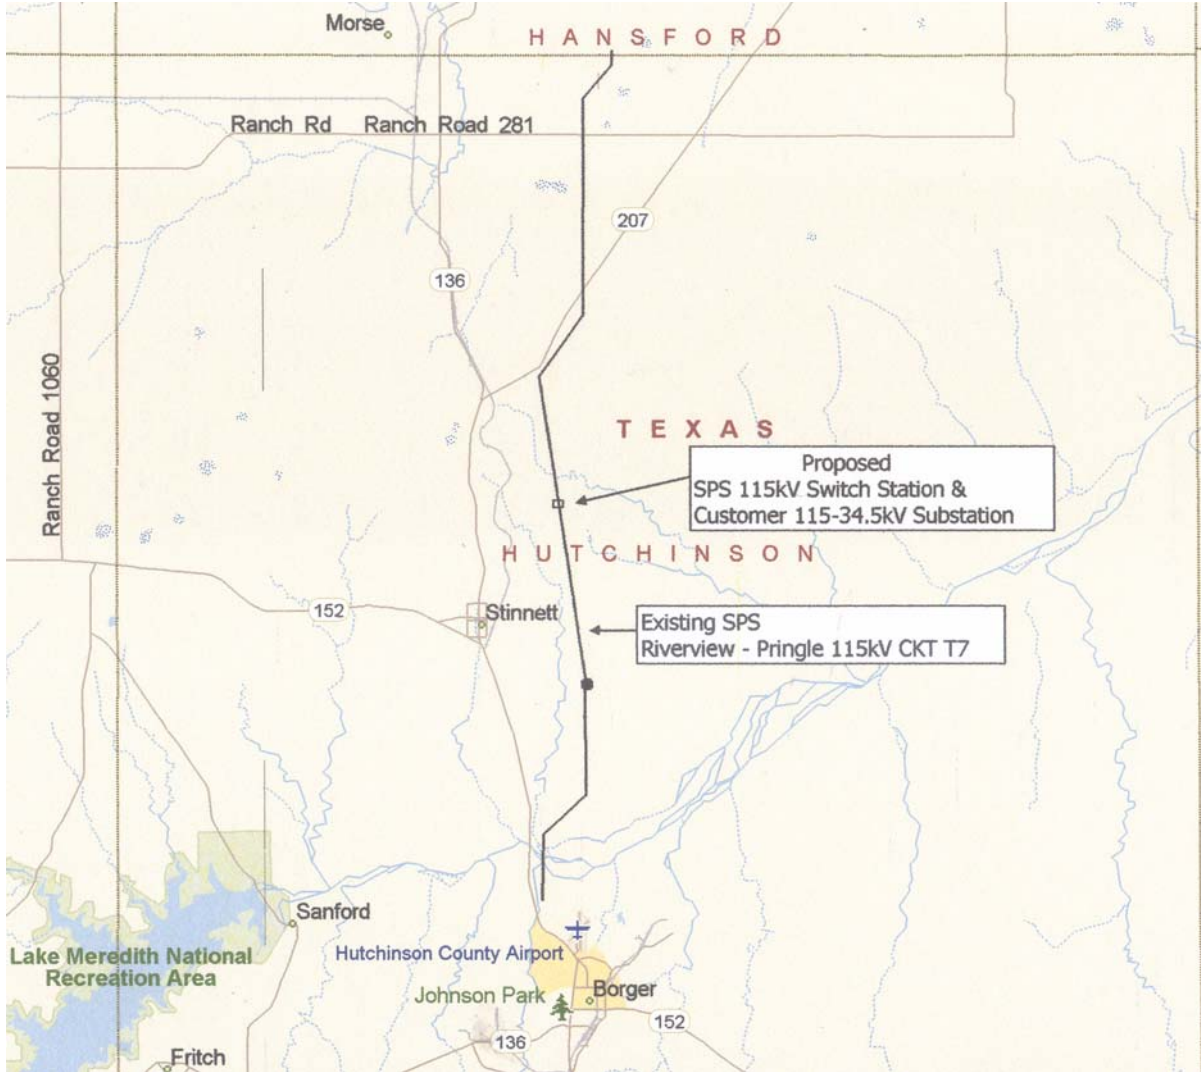 Morse
HANSFORD
Ranch Rd
Ranch Road 281
207
136
Ranch Road 1060
TEXAS
Proposed
SPS 115kV Switch Station &
Customer 115-34.5kV Substation
HUTCHINSON
152
Stinnett
Existing SPS
Riverview - Pringle 115kV CKT T7
Sanford
Lake Meredith National
Recreation Area
Hutchinson County Airport
Johnson Park
Borger
152
136
Fritch